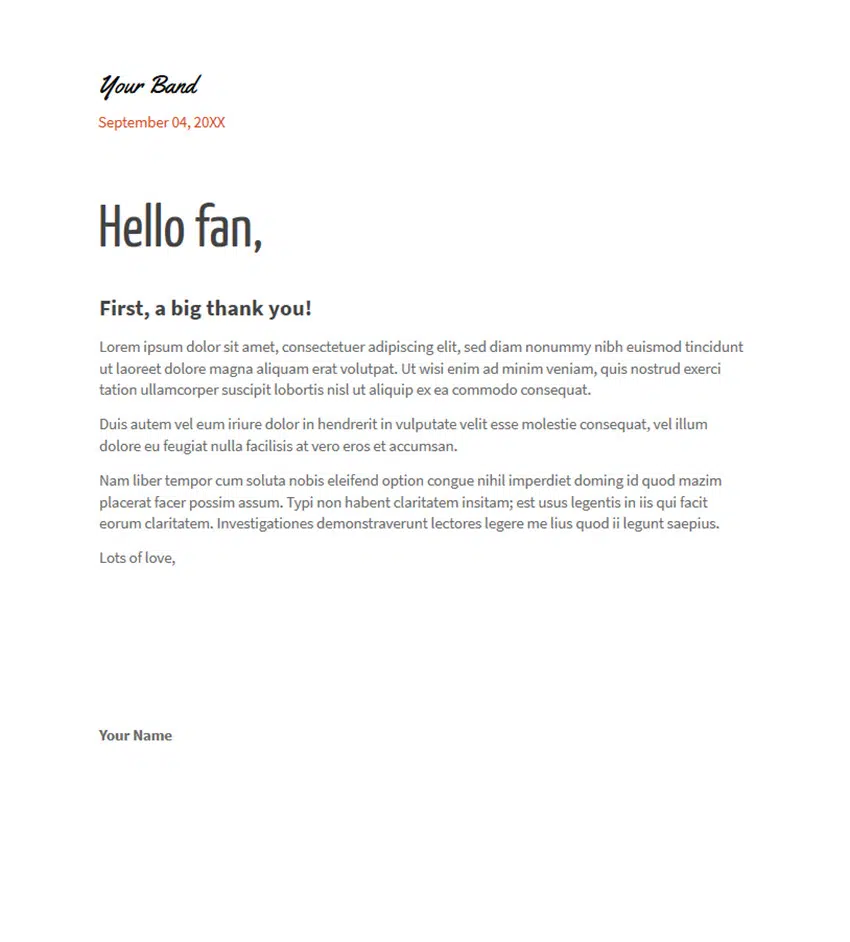 Your Band
September 04, 20XX
Hello fan,
First, a big thank you!
Lorem ipsum dolor sit amet, consectetuer adipiscing elit, sed diam nonummy nibh euismod tincidunt
ut laoreet dolore magna aliquam erat volutpat. Ut wisi enim ad minim veniam, quis nostrud exerci
tation ullamcorper suscipit lobortis nisl ut aliquip ex ea commodo consequat.
Duis autem vel eum iriure dolor in hendrerit in vulputate velit esse molestie consequat, vel illum
dolore eu feugiat nulla facilisis at vero eros et accumsan.
Nam liber tempor cum soluta nobis eleifend option congue nihil imperdiet doming id quod mazim
placerat facer possim assum. Typi non habent claritatem insitam; est usus legentis in iis qui facit
eorum claritatem. Investigationes demonstraverunt lectores legere me lius quod ii legunt saepius.
Lots of love,
Your Name